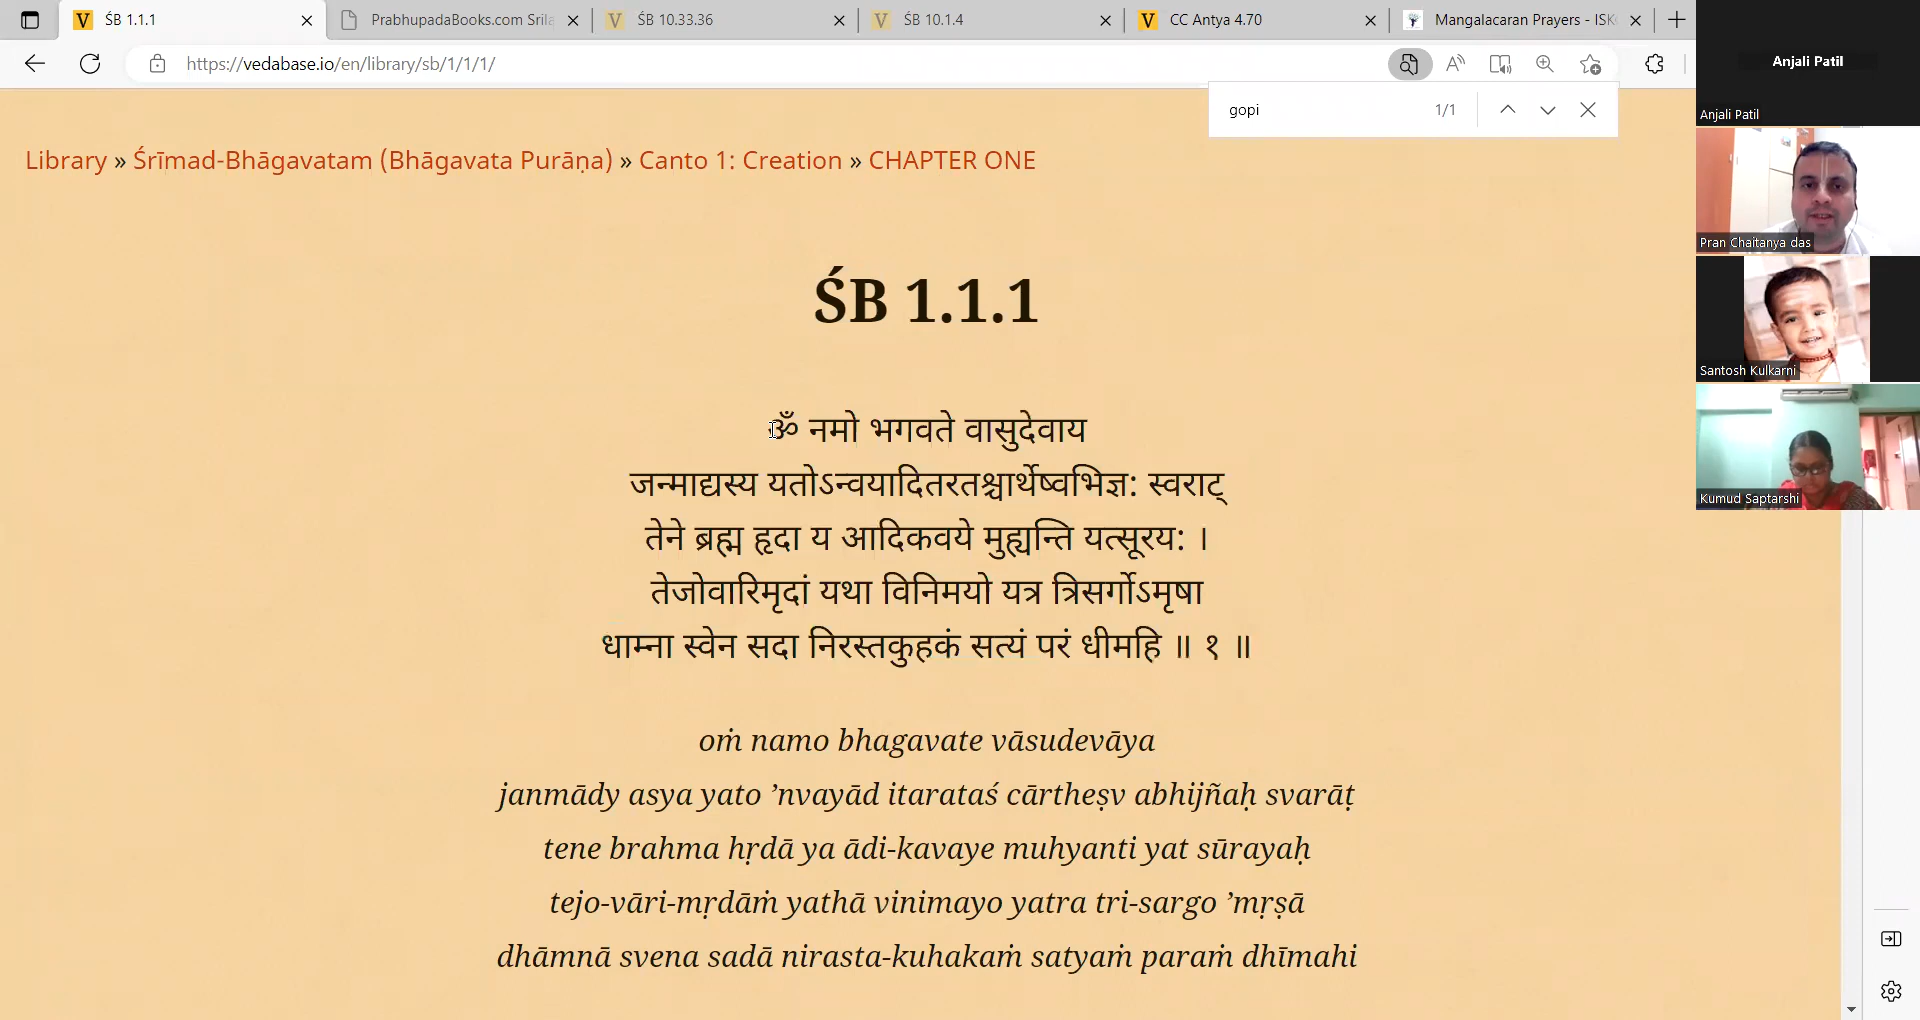 ŚB 1.1.1
PrabhupadaBooks.com Srila
ŚB 10.33.36
ŚB 10.1.4
CC Antya 4.70
Mangalacaran Prayers - ISK
https://vedabase.io/en/library/sb/1/1/1/
gopi
1/1
Library » Śrīmad-Bhāgavatam (Bhāgavata Purāṇa) » Canto 1: Creation » CHAPTER ONE
ŚB 1.1.1
ॐ नमो भगवते वासुदेवाय
जन्माद्यस्य यतोऽन्वयादितरतश्चार्थेष्वभिज्ञ: स्वराट्
तेने ब्रह्म हृदा य आदिकवये मुह्यन्ति यत्सूरय: ।
तेजोवारिमृदां यथा विनिमयो यत्र त्रिसर्गोऽमृषा
धाम्ना स्वेन सदा निरस्तकुहकं सत्यं परं धीमहि ॥ १ ॥
oṁ namo bhagavate vāsudevāya
janmādy asya yato ’nvayād itarataś cārtheṣv abhijñaḥ svarāṭ
tene brahma hṛdā ya ādi-kavaye muhyanti yat sūrayaḥ
tejo-vāri-mṛdāṁ yathā vinimayo yatra tri-sargo ’mṛṣā
dhāmnā svena sadā nirasta-kuhakaṁ satyaṁ paraṁ dhīmahi
Anjali Patil
Anjali Patil
Pran Chaitanya das
Santosh Kulkarni
Kumud Saptarshi